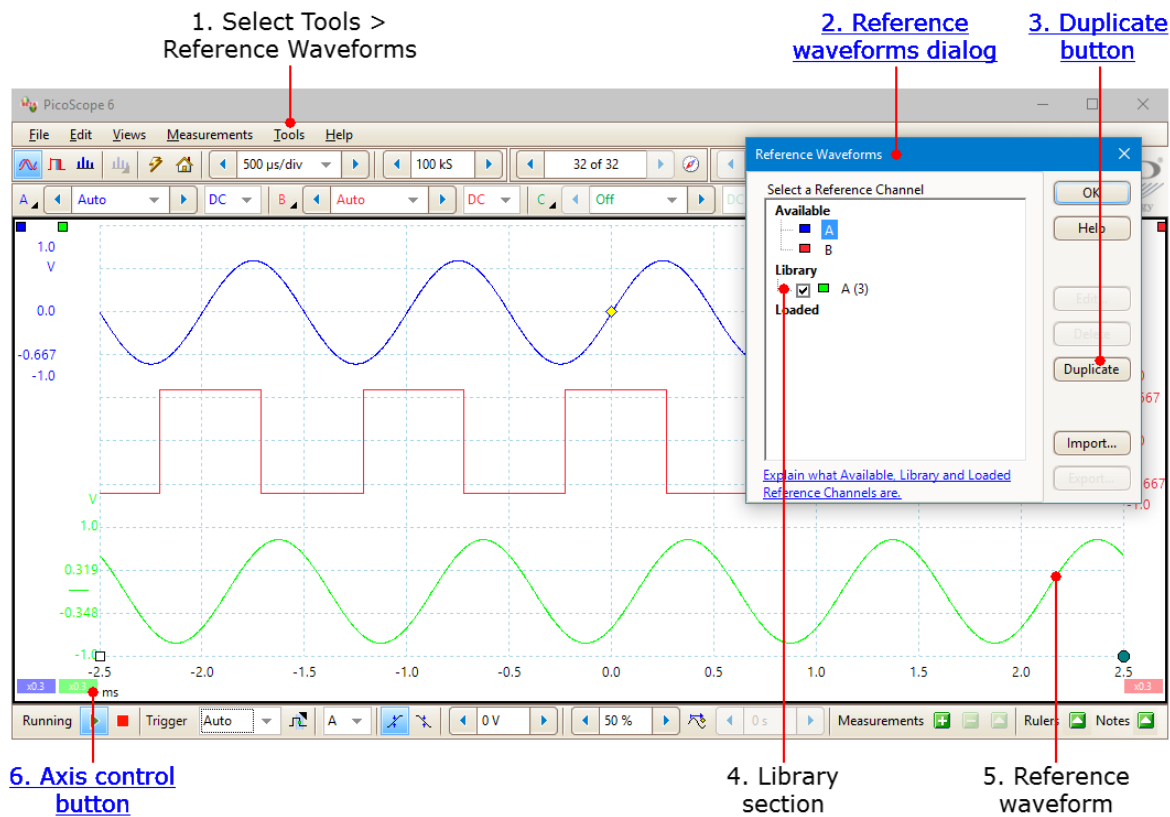 1. Select Tools >
Reference Waveforms
2. Reference
waveforms dialog
3. Duplicate
button
PicoScope 6
File Edit Views Measurements Tools Help
500 µs/div 100 kS 32 of 32
A Auto DC B Auto DC C Off DC
Reference Waveforms
Select a Reference Channel
Available
A
B
Library
A (3)
Loaded
OK
Help
Edit...
Delete
Duplicate
Import...
Export...
Explain what Available, Library and Loaded
Reference Channels are.
1.0
V
0.0
-0.667
-1.0
V
1.0
0.319
-0.348
-1.0
-1.0
-2.5 -2.0 -1.5 -1.0 -0.5 0.0 0.5 1.0 1.5 2.0 2.5
x0.3 x0.3 ms x0.3
Running Trigger Auto A 0 V 50 % 0 s Measurements Rulers Notes
6. Axis control
button
4. Library
section
5. Reference
waveform